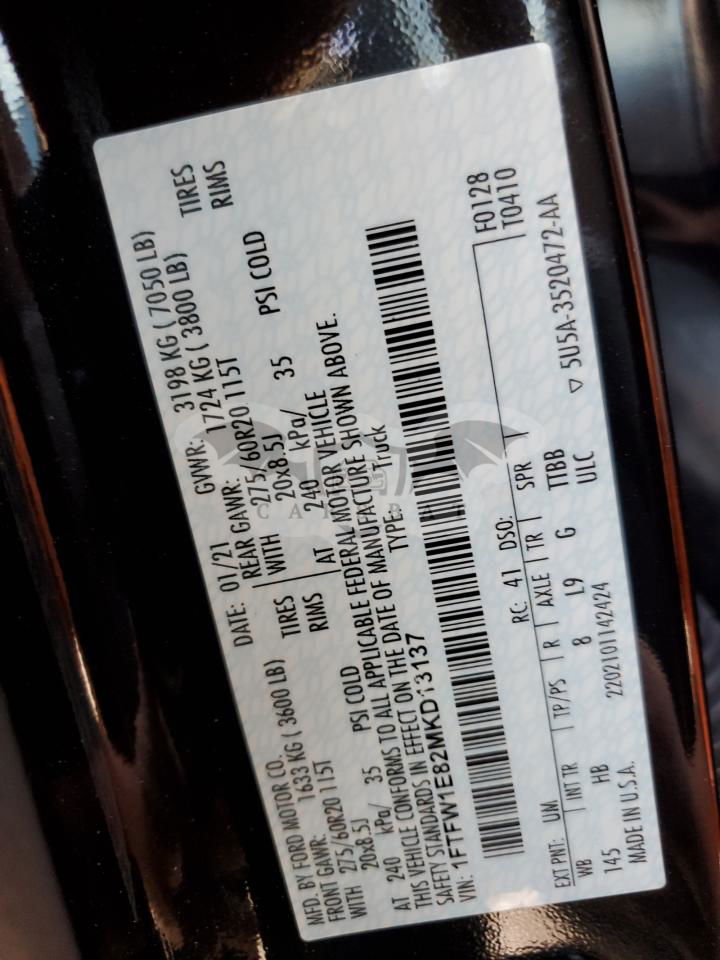 MFD. BY FORD MOTOR CO.
DATE: 01/21 GVWR: 3198 KG ( 7050 LB)
FRONT GAWR: 1633 KG ( 3600 LB) REAR GAWR: 1724 KG ( 3800 LB)
WITH 275/60R20 115T TIRES WITH 275/60R20 115T TIRES
20x8.5J RIMS 20x8.5J RIMS
AT 240 kPa/ 35 PSI COLD AT 240 kPa/ 35 PSI COLD
THIS VEHICLE CONFORMS TO ALL APPLICABLE FEDERAL MOTOR VEHICLE
SAFETY STANDARDS IN EFFECT ON THE DATE OF MANUFACTURE SHOWN ABOVE.
VIN: 1FTFW1E82MKD13137 TYPE: Truck
F0128
T0410
EXT PNT: UM RC: 41 DSO:
WB INT TR TP/PS R AXLE TR SPR
145 HB 8 L9 G TTBB
ULC
MADE IN U.S.A. 2202101142424 ▽ 5U5A-3520472-AA